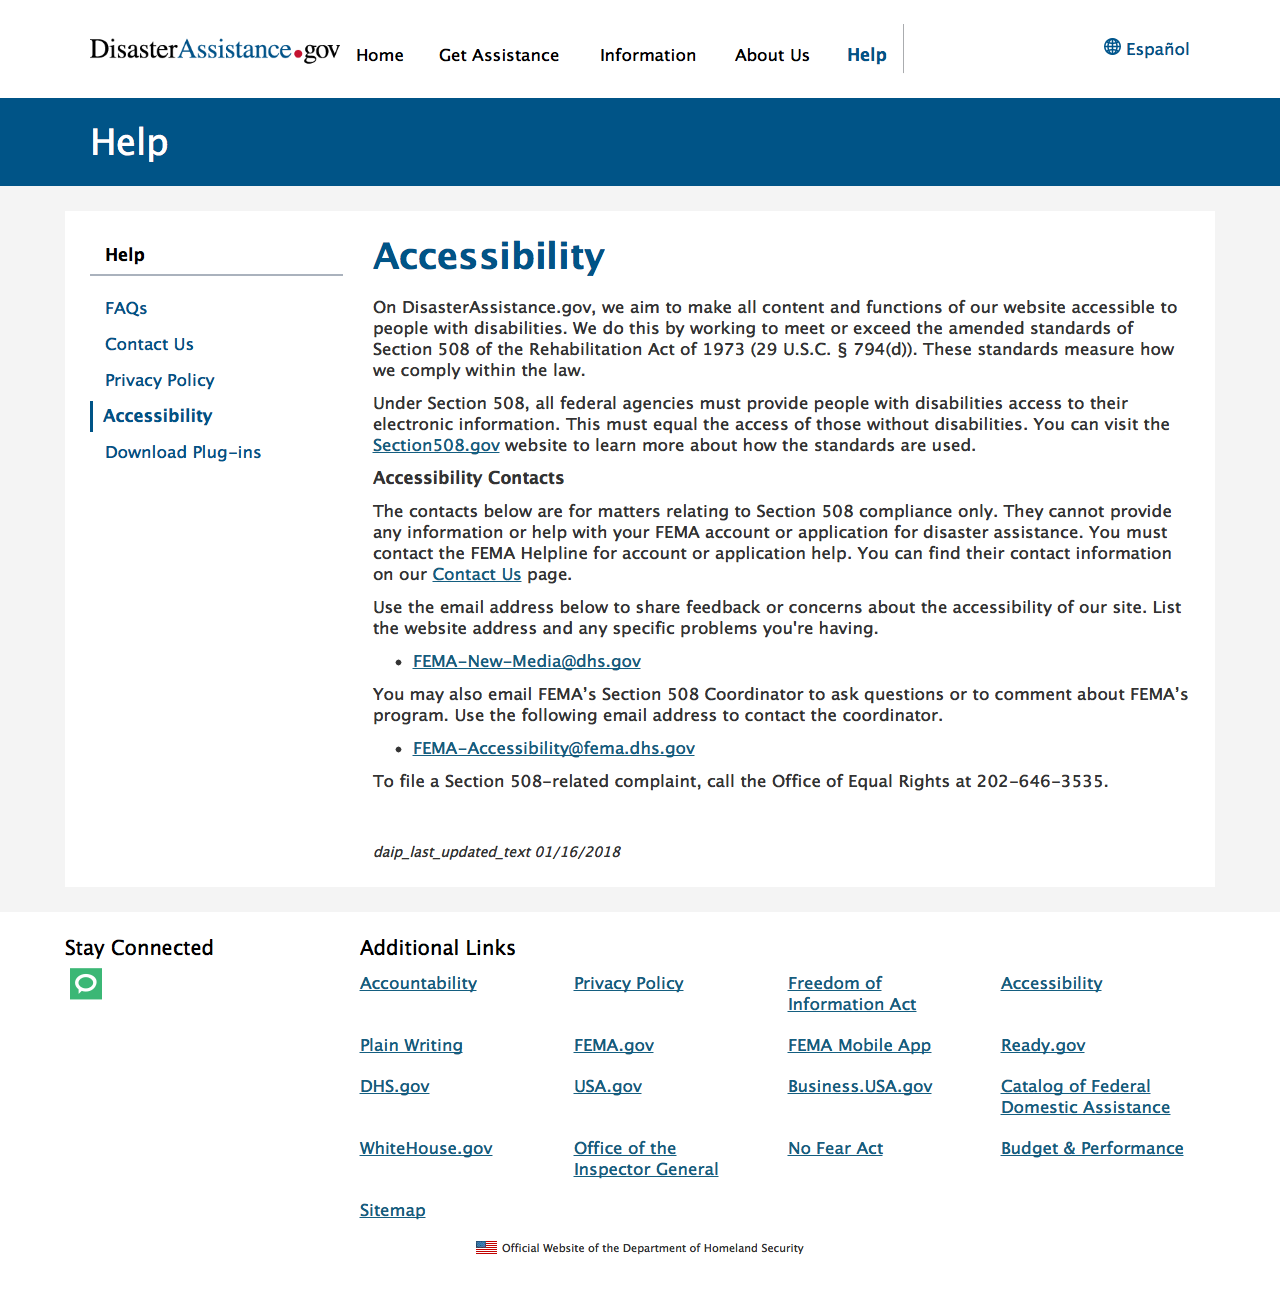 DisasterAssistance.gov
Home
Get Assistance
Information
About Us
Help
Español
Help
Help
FAQs
Contact Us
Privacy Policy
Accessibility
Download Plug-ins
Accessibility
On DisasterAssistance.gov, we aim to make all content and functions of our website accessible to
people with disabilities. We do this by working to meet or exceed the amended standards of
Section 508 of the Rehabilitation Act of 1973 (29 U.S.C. § 794(d)). These standards measure how
we comply within the law.
Under Section 508, all federal agencies must provide people with disabilities access to their
electronic information. This must equal the access of those without disabilities. You can visit the
Section508.gov website to learn more about how the standards are used.
Accessibility Contacts
The contacts below are for matters relating to Section 508 compliance only. They cannot provide
any information or help with your FEMA account or application for disaster assistance. You must
contact the FEMA Helpline for account or application help. You can find their contact information
on our Contact Us page.
Use the email address below to share feedback or concerns about the accessibility of our site. List
the website address and any specific problems you're having.
• FEMA-New-Media@dhs.gov
You may also email FEMA’s Section 508 Coordinator to ask questions or to comment about FEMA’s
program. Use the following email address to contact the coordinator.
• FEMA-Accessibility@fema.dhs.gov
To file a Section 508-related complaint, call the Office of Equal Rights at 202-646-3535.
daip_last_updated_text 01/16/2018
Stay Connected
Additional Links
Accountability
Privacy Policy
Freedom of
Information Act
Accessibility
Plain Writing
FEMA.gov
FEMA Mobile App
Ready.gov
DHS.gov
USA.gov
Business.USA.gov
Catalog of Federal
Domestic Assistance
WhiteHouse.gov
Office of the
Inspector General
No Fear Act
Budget & Performance
Sitemap
Official Website of the Department of Homeland Security